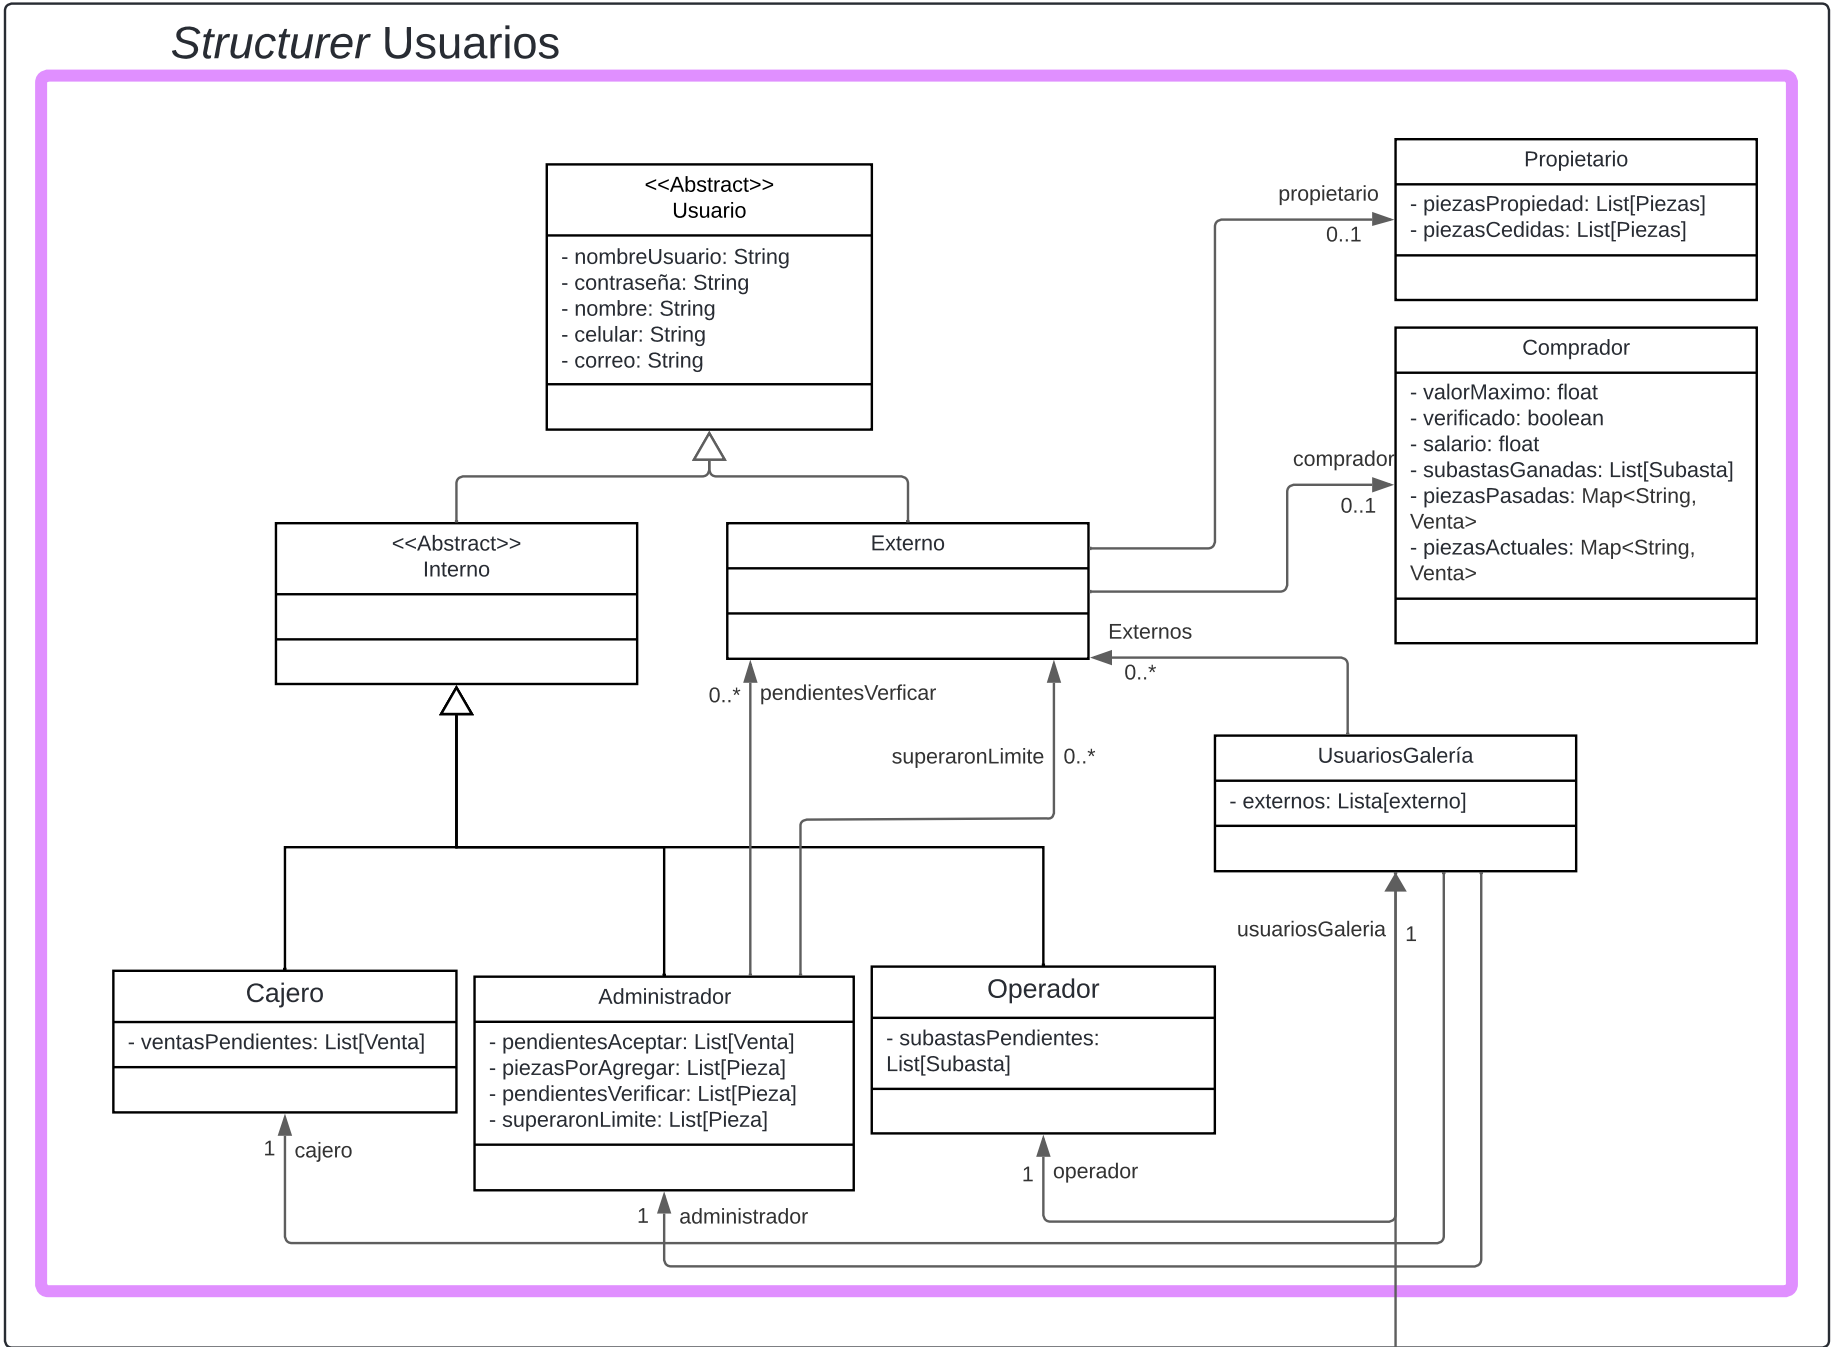 Structurer Usuarios
<<Abstract>>
Usuario
- nombreUsuario: String
- contraseña: String
- nombre: String
- celular: String
- correo: String
Propietario
- piezasPropiedad: List[Piezas]
- piezasCedidas: List[Piezas]
propietario
0..1
Comprador
- valorMaximo: float
- verificado: boolean
- salario: float
- subastasGanadas: List[Subasta]
- piezasPasadas: Map<String,
Venta>
- piezasActuales: Map<String,
Venta>
comprador
0..1
<<Abstract>>
Interno
Externo
Externos
0..*
0..*
pendientesVerficar
superaronLimite
0..*
UsuariosGalería
- externos: Lista[externo]
usuariosGaleria
1
Cajero
- ventasPendientes: List[Venta]
Administrador
- pendientesAceptar: List[Venta]
- piezasPorAgregar: List[Pieza]
- pendientesVerificar: List[Pieza]
- superaronLimite: List[Pieza]
Operador
- subastasPendientes:
List[Subasta]
1
cajero
1
administrador
1
operador